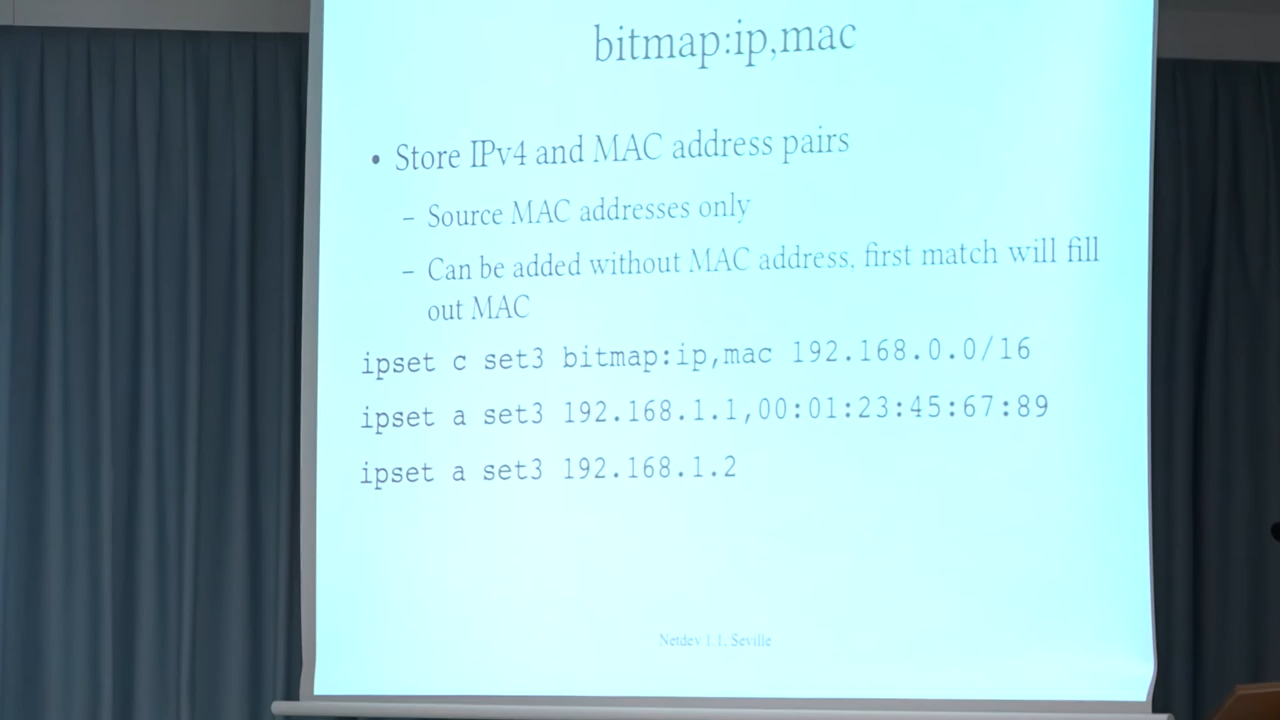 bitmap:ip,mac
• Store IPv4 and MAC address pairs
– Source MAC addresses only
– Can be added without MAC address, first match will fill
out MAC
ipset c set3 bitmap:ip,mac 192.168.0.0/16
ipset a set3 192.168.1.1,00:01:23:45:67:89
ipset a set3 192.168.1.2
Netdev 1.1, Seville